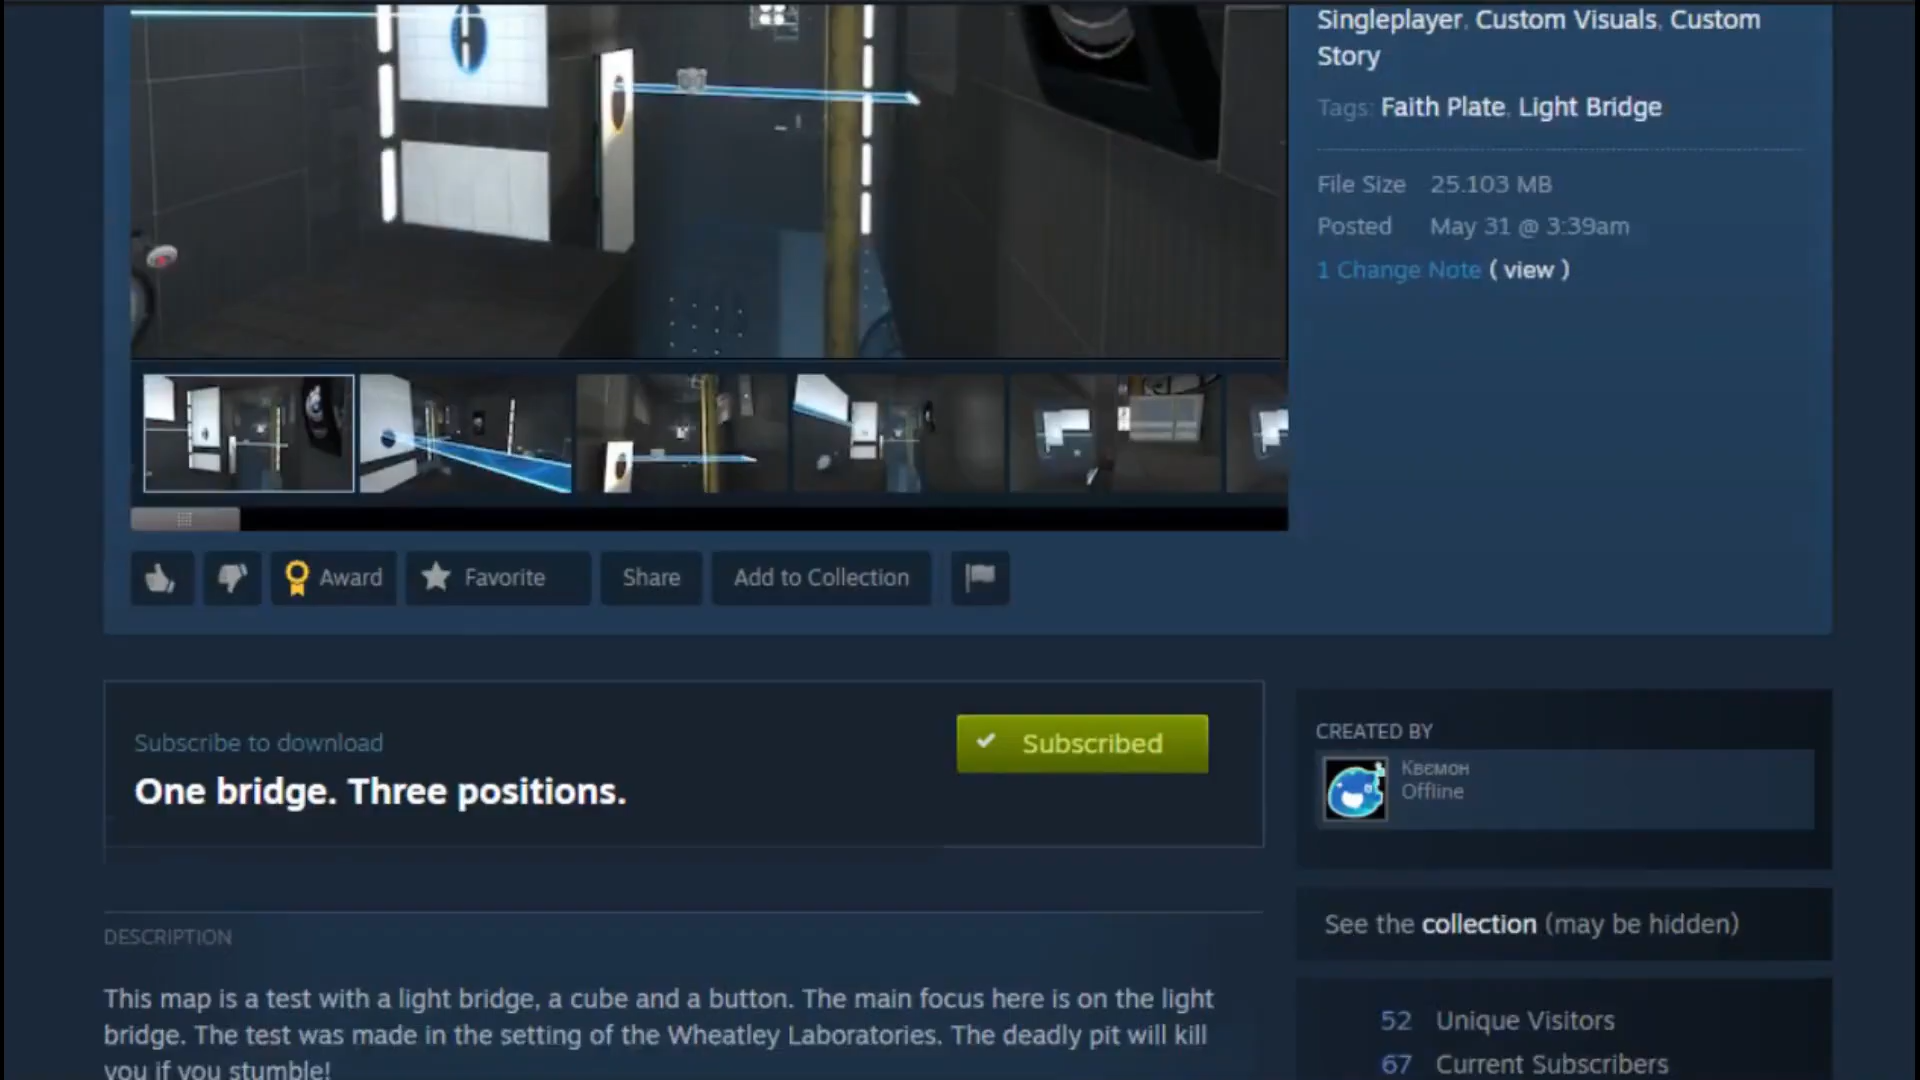 Singleplayer, Custom Visuals, Custom
Story
Tags: Faith Plate, Light Bridge
File Size 25.103 MB
Posted May 31 @ 3:39am
1 Change Note ( view )
Award
Favorite
Share
Add to Collection
Subscribe to download
One bridge. Three positions.
Subscribed
CREATED BY
Квемон
Offline
See the collection (may be hidden)
DESCRIPTION
This map is a test with a light bridge, a cube and a button. The main focus here is on the light
bridge. The test was made in the setting of the Wheatley Laboratories. The deadly pit will kill
you if you stumble!
52 Unique Visitors
67 Current Subscribers